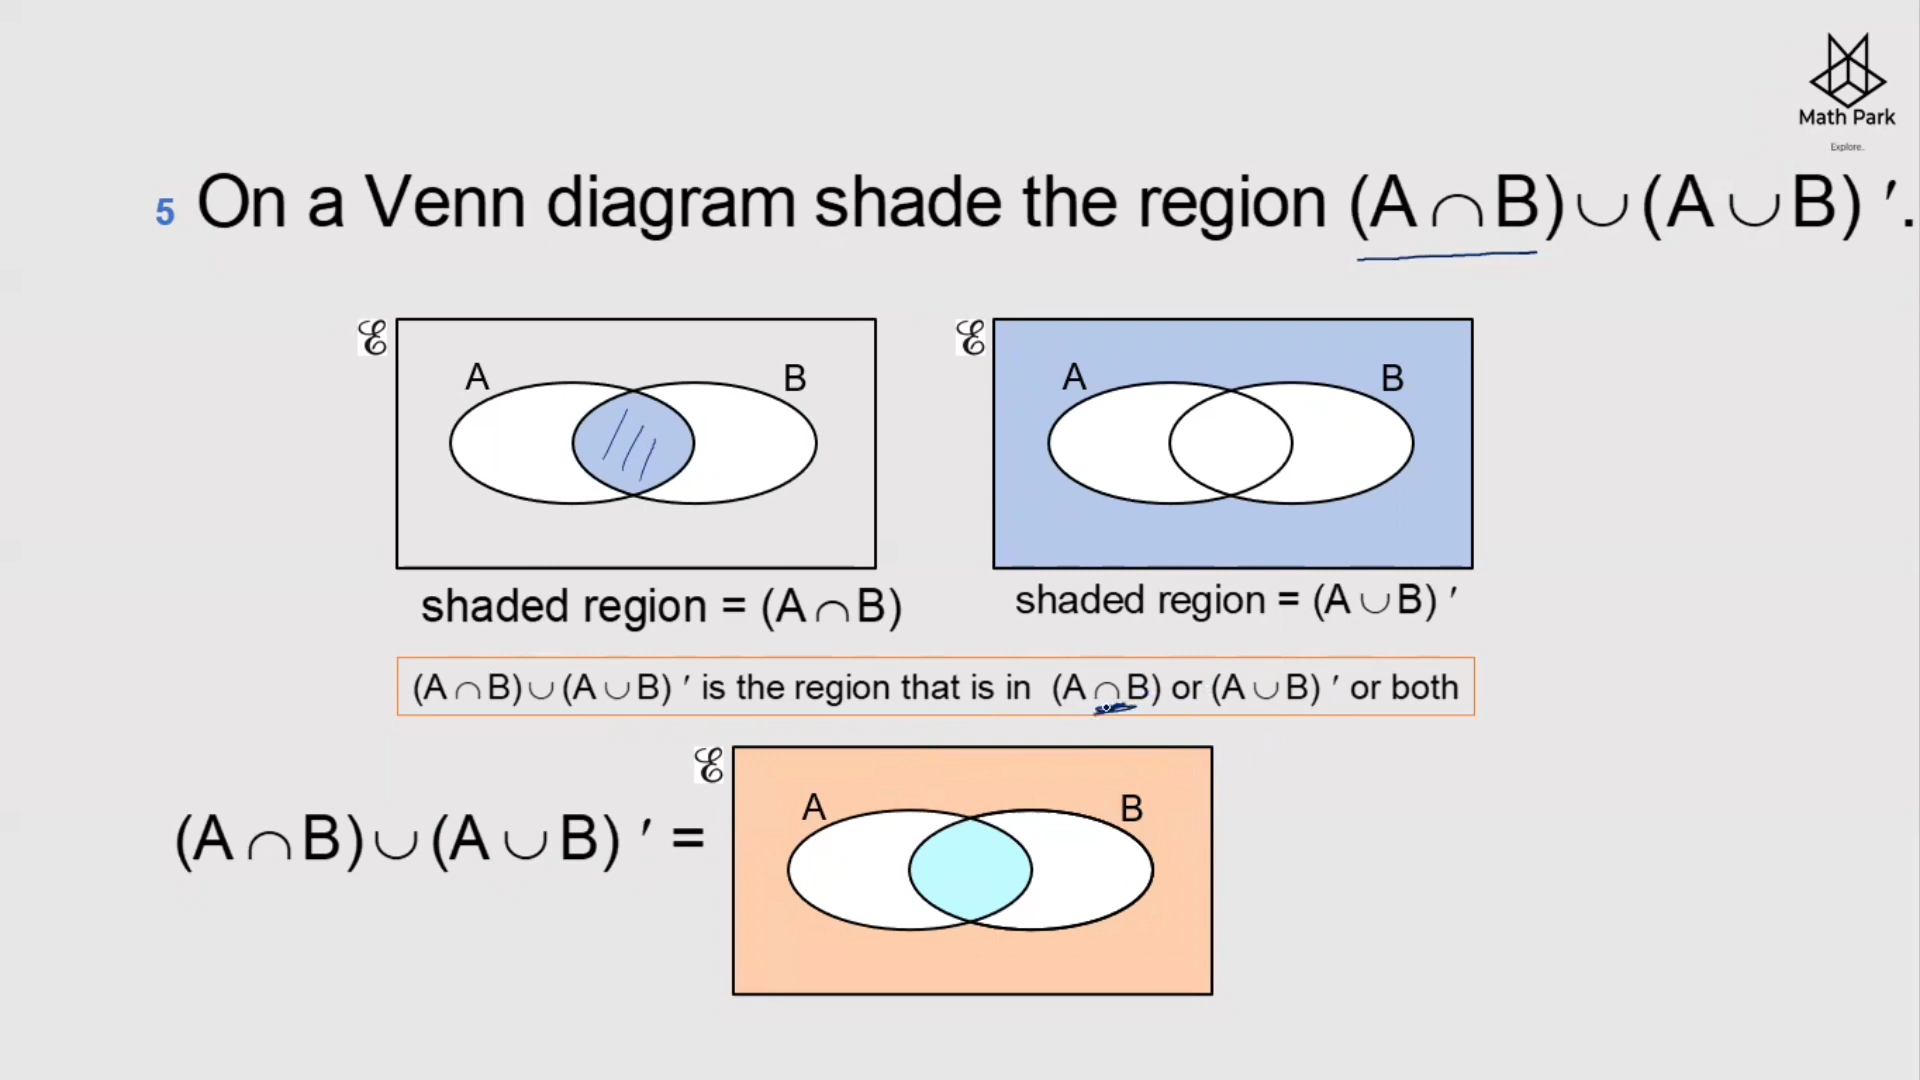 Math Park
Explore..
5 On a Venn diagram shade the region (A ∩ B) ∪ (A ∪ B) ′.
ℰ
A
B
ℰ
A
B
shaded region = (A ∩ B)
shaded region = (A ∪ B) ′
(A ∩ B) ∪ (A ∪ B) ′ is the region that is in (A ∩ B) or (A ∪ B) ′ or both
ℰ
A
B
(A ∩ B) ∪ (A ∪ B) ′ =